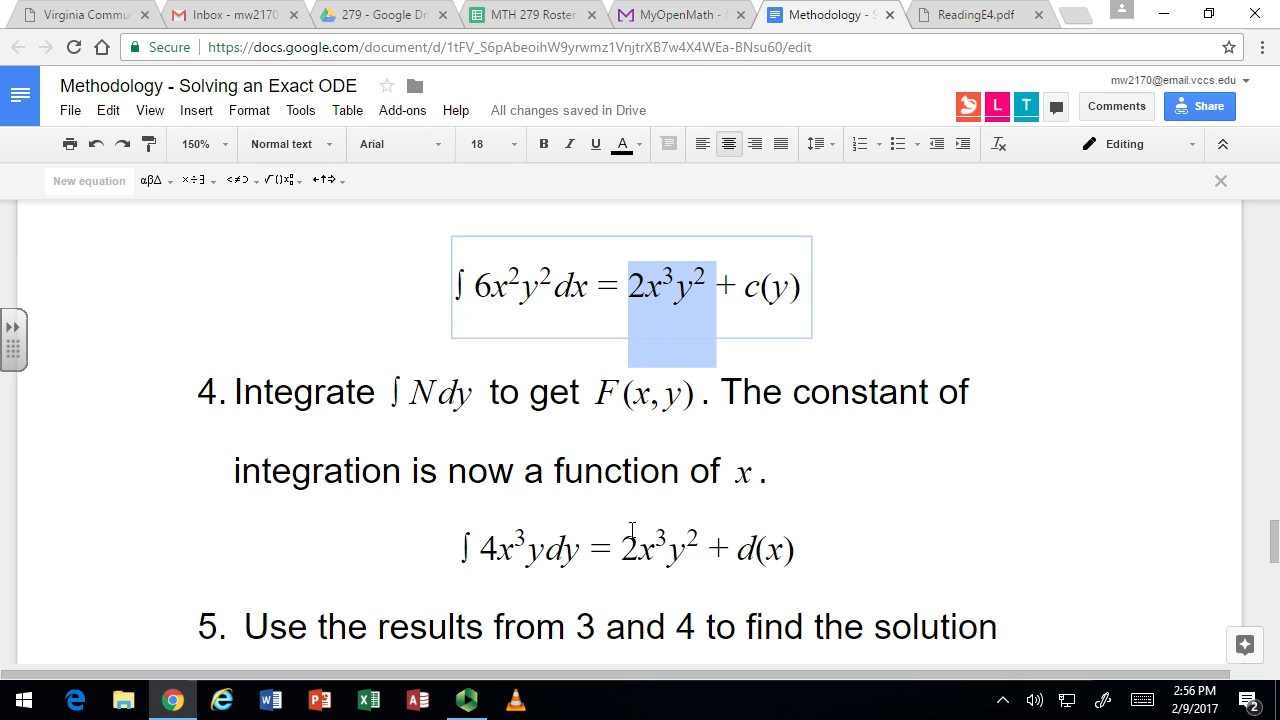 Virginia Commu
Inbox - mw2170
279 - Google Dri
MTH 279 Roster
MyOpenMath -
Methodology - S
ReadingE4.pdf
Secure | https://docs.google.com/document/d/1tFV_S6pAbeoihW9yrwmz1VnjtrXB7w4X4WEa-BNsu60/edit
Methodology - Solving an Exact ODE
mw2170@email.vccs.edu
File Edit View Insert Format Tools Table Add-ons Help All changes saved in Drive
L T Comments Share
150% Normal text Arial 18 B I U A Editing
New equation αβΔ ×÷∃ <≠⊃ √()x ←↑⇒
∫ 6x²y²dx = 2x³y² + c(y)
4. Integrate ∫ Ndy to get F(x, y). The constant of
integration is now a function of x.
∫ 4x³ydy = 2x³y² + d(x)
5. Use the results from 3 and 4 to find the solution
2:56 PM
2/9/2017
2